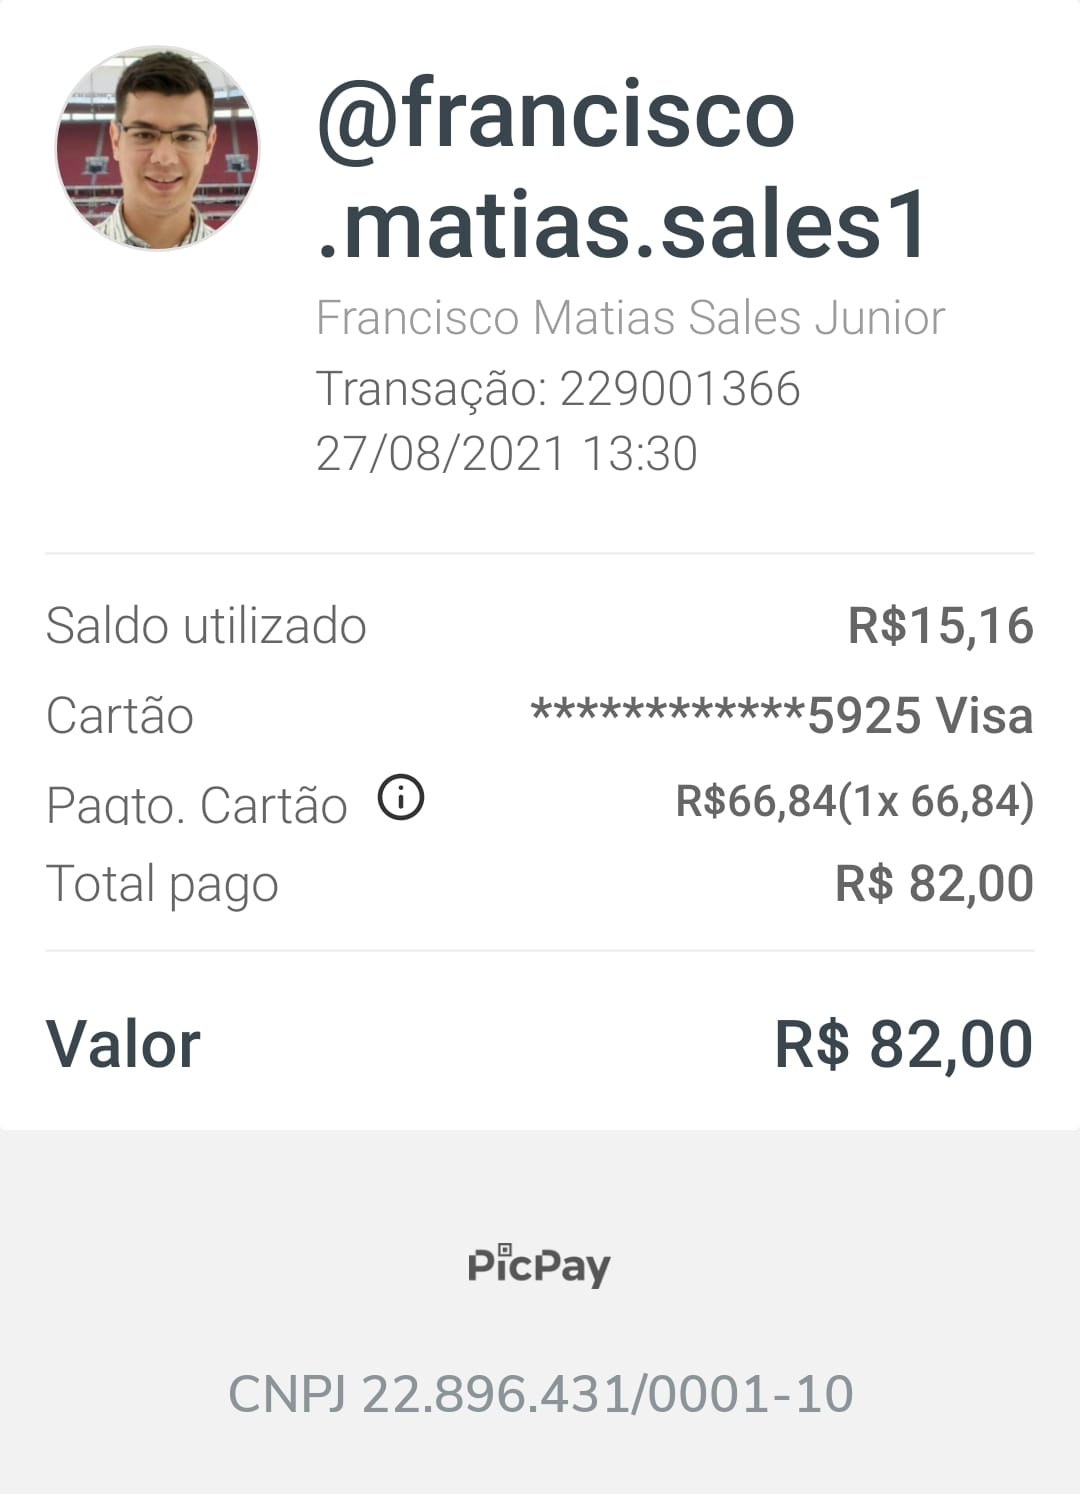 @francisco
.matias.sales1
Francisco Matias Sales Junior
Transação: 229001366
27/08/2021 13:30
Saldo utilizado R$15,16
Cartão ************5925 Visa
Pagto. Cartão R$66,84(1x 66,84)
Total pago R$ 82,00
Valor R$ 82,00
PicPay
CNPJ 22.896.431/0001-10